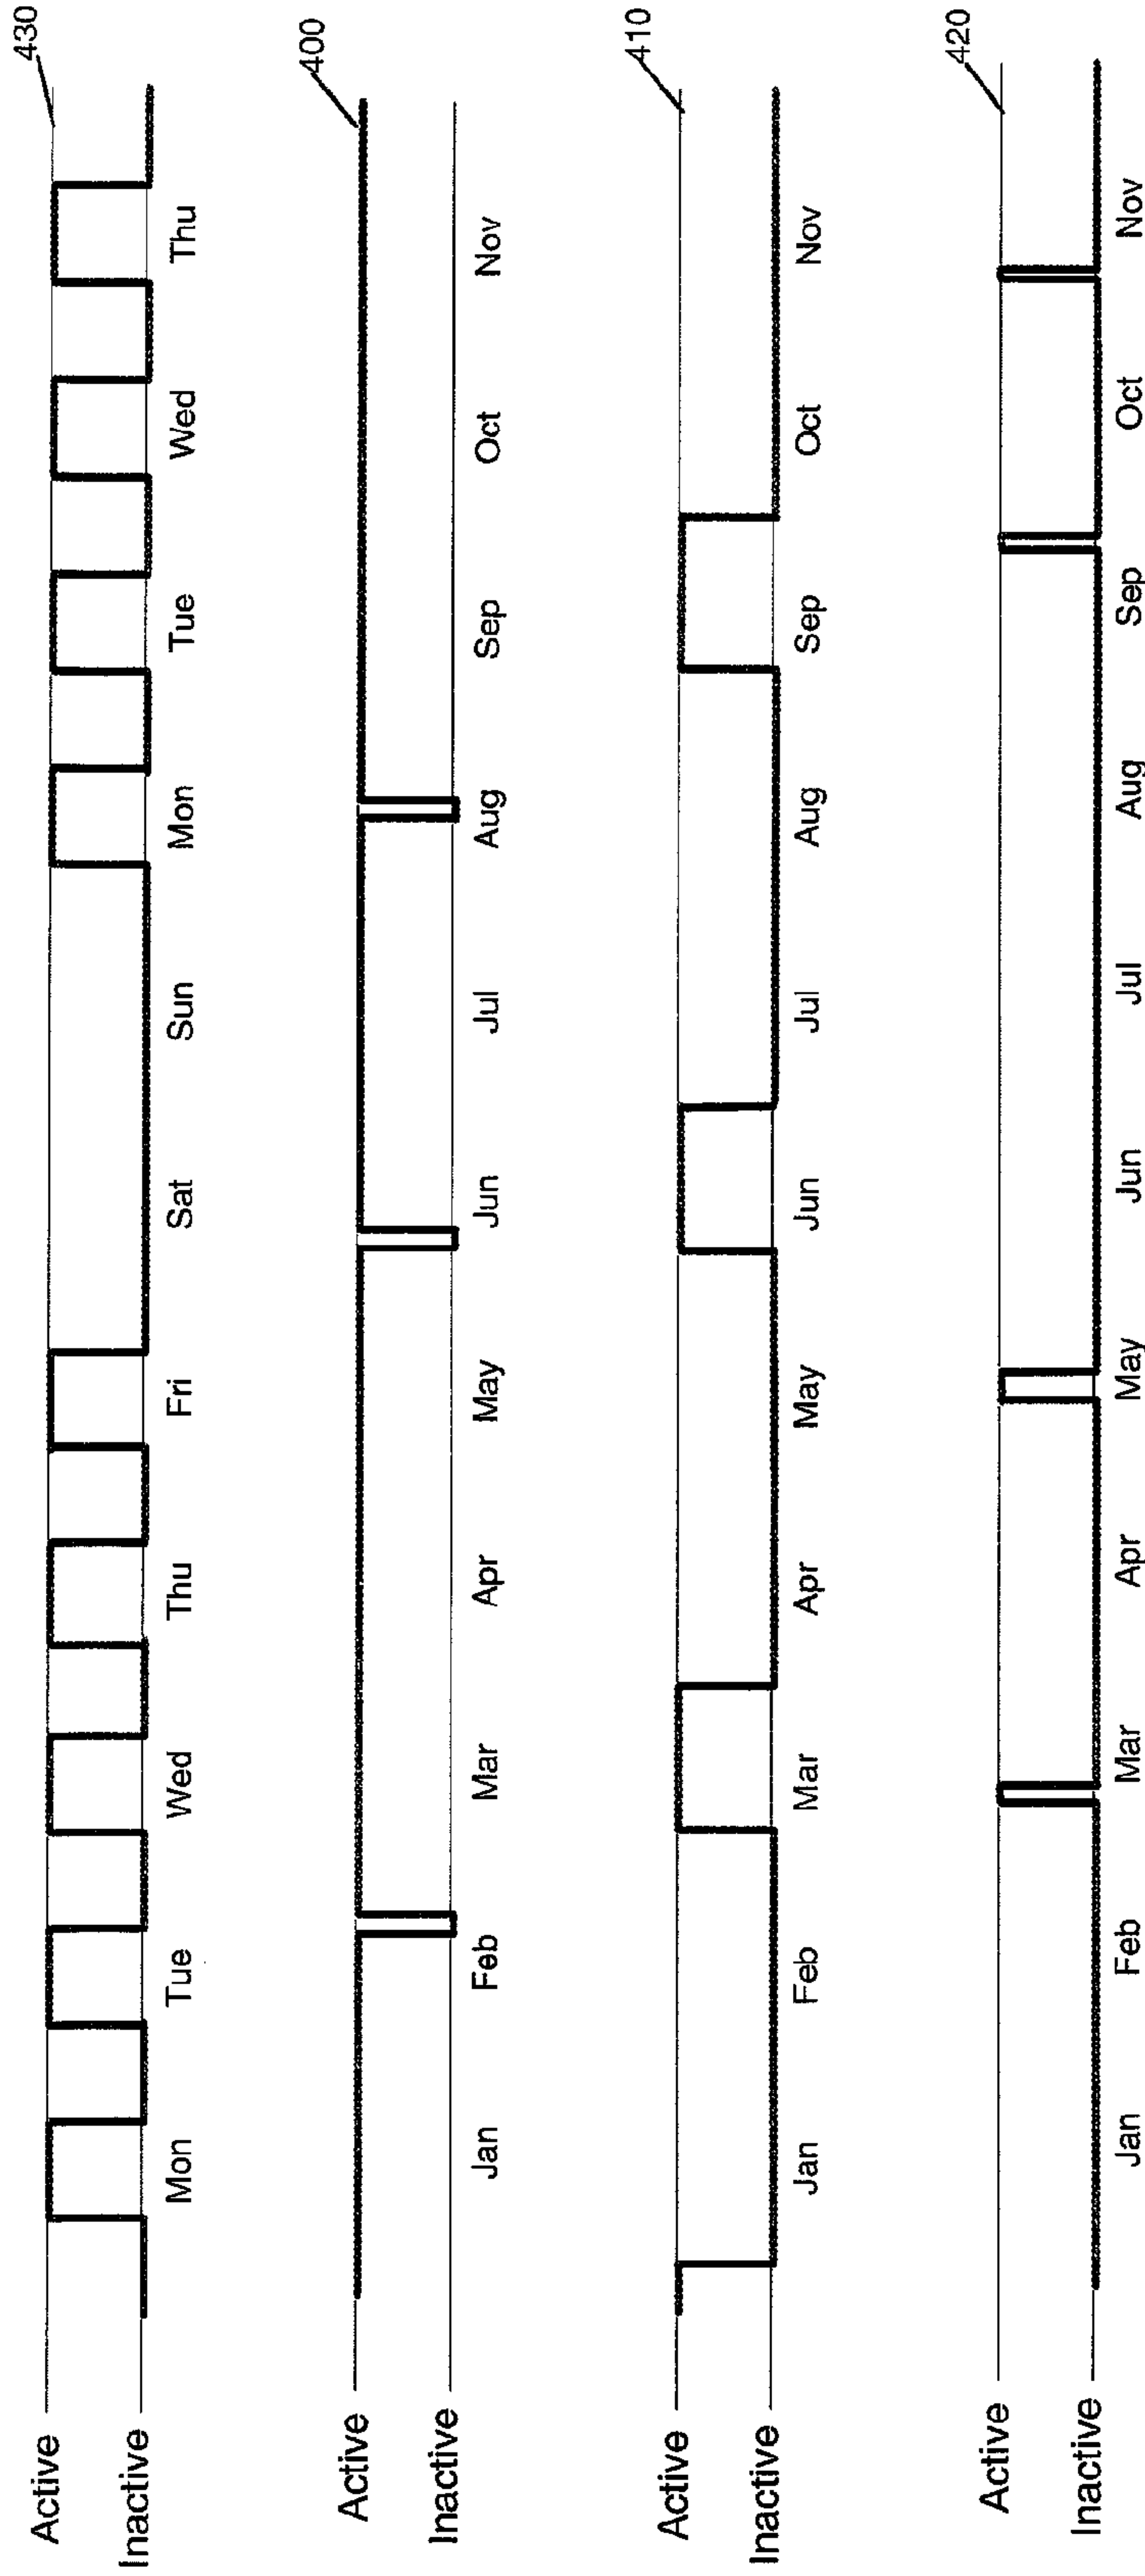 430
Active
Inactive
Mon Tue Wed Thu Fri Sat Sun Mon Tue Wed Thu
400
Active
Inactive
Jan Feb Mar Apr May Jun Jul Aug Sep Oct Nov
410
Active
Inactive
Jan Feb Mar Apr May Jun Jul Aug Sep Oct Nov
420
Active
Inactive
Jan Feb Mar Apr May Jun Jul Aug Sep Oct Nov